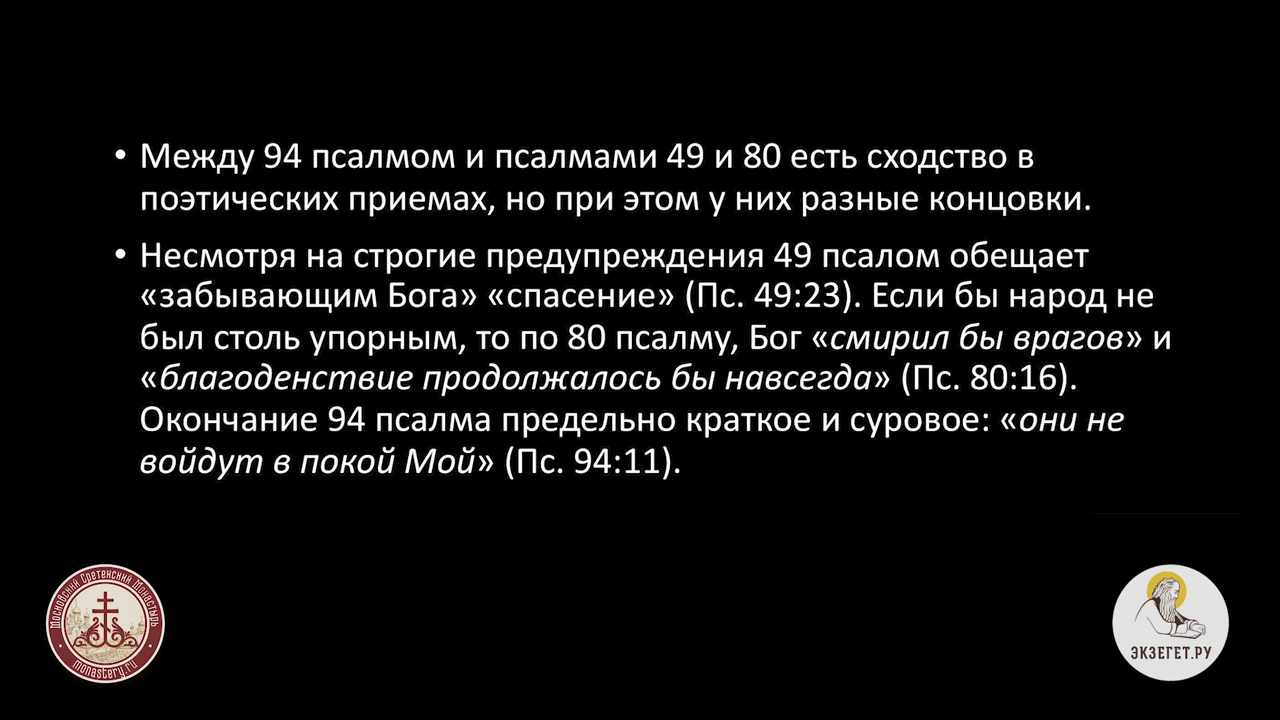 • Между 94 псалмом и псалмами 49 и 80 есть сходство в
поэтических приемах, но при этом у них разные концовки.
• Несмотря на строгие предупреждения 49 псалом обещает
«забывающим Бога» «спасение» (Пс. 49:23). Если бы народ не
был столь упорным, то по 80 псалму, Бог «смирил бы врагов» и
«благоденствие продолжалось бы навсегда» (Пс. 80:16).
Окончание 94 псалма предельно краткое и суровое: «они не
войдут в покой Мой» (Пс. 94:11).
Московский Сретенский Монастырь
monastery.ru
ЭКЗЕГЕТ.РУ